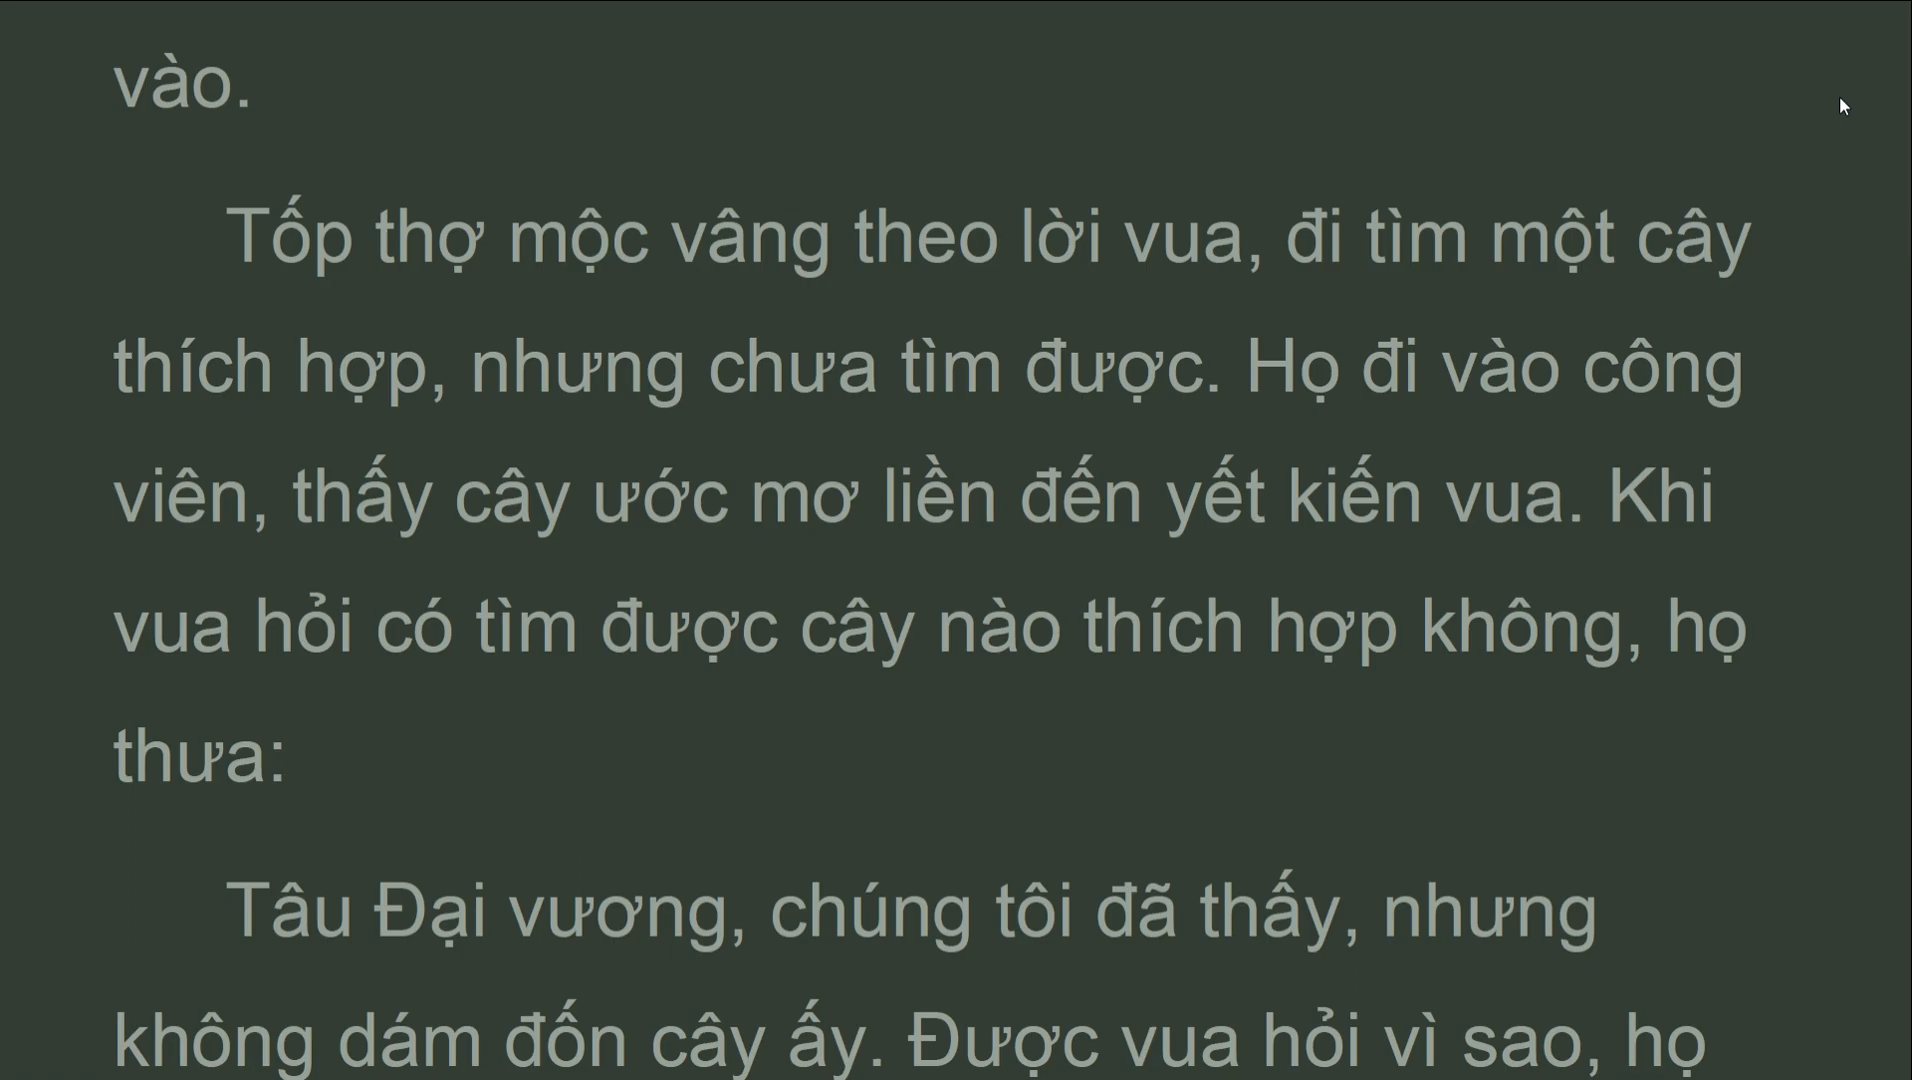 vào.
Tốp thợ mộc vâng theo lời vua, đi tìm một cây
thích hợp, nhưng chưa tìm được. Họ đi vào công
viên, thấy cây ước mơ liền đến yết kiến vua. Khi
vua hỏi có tìm được cây nào thích hợp không, họ
thưa:
Tâu Đại vương, chúng tôi đã thấy, nhưng
không dám đốn cây ấy. Được vua hỏi vì sao, họ